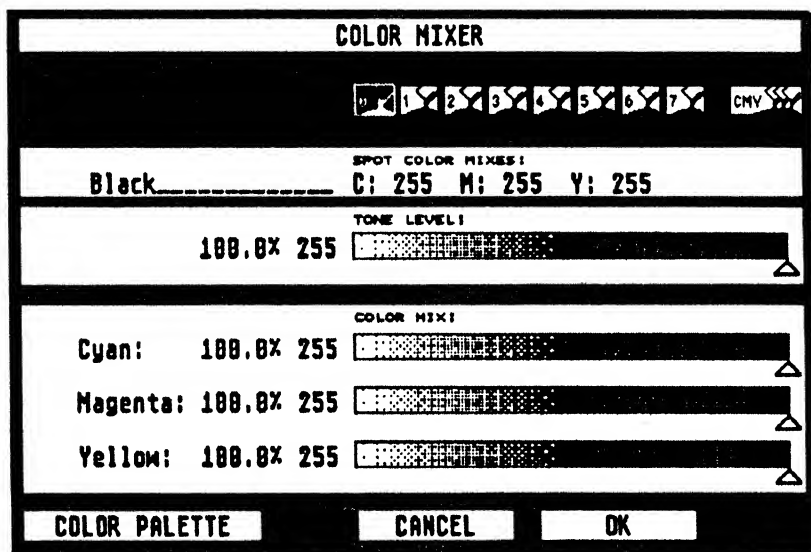 COLOR MIXER
0 1 2 3 4 5 6 7 CMY
SPOT COLOR MIXES:
Black_____________ C: 255 M: 255 Y: 255
TONE LEVEL:
100.0% 255
COLOR MIX:
Cyan: 100.0% 255
Magenta: 100.0% 255
Yellow: 100.0% 255
COLOR PALETTE CANCEL OK